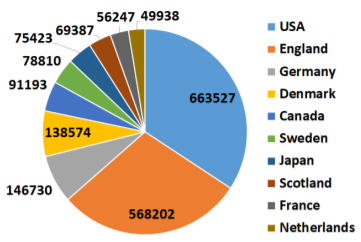 56247
49938
69387
75423
78810
91193
138574
146730
568202
663527
USA
England
Germany
Denmark
Canada
Sweden
Japan
Scotland
France
Netherlands